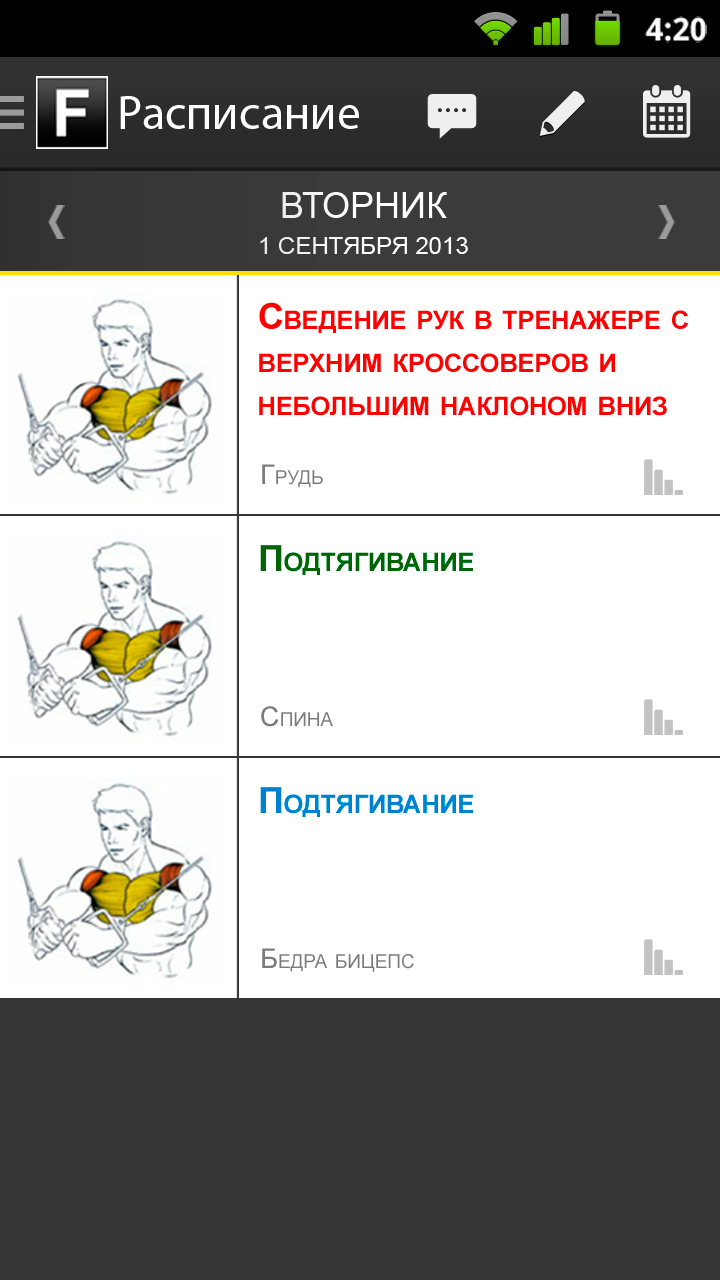 4:20
F Расписание
ВТОРНИК
1 СЕНТЯБРЯ 2013
Сведение рук в тренажере с
верхним кроссоверов и
небольшим наклоном вниз
Грудь
Подтягивание
Спина
Подтягивание
Бедра бицепс